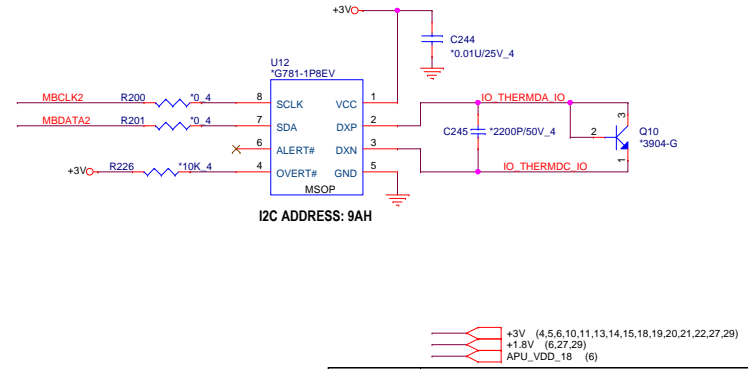 +3V
C244
*0.01U/25V_4
U12
*G781-1P8EV
MBCLK2 R200 *0_4 8 SCLK VCC 1 IO_THERMDA_IO
MBDATA2 R201 *0_4 7 SDA DXP 2 C245 *2200P/50V_4 2 3 Q10
*3904-G
6 ALERT# DXN 3 1
+3V R226 *10K_4 4 OVERT# GND 5 IO_THERMDC_IO
MSOP
I2C ADDRESS: 9AH
+3V (4,5,6,10,11,13,14,15,18,19,20,21,22,27,29)
+1.8V (6,27,29)
APU_VDD_18 (6)